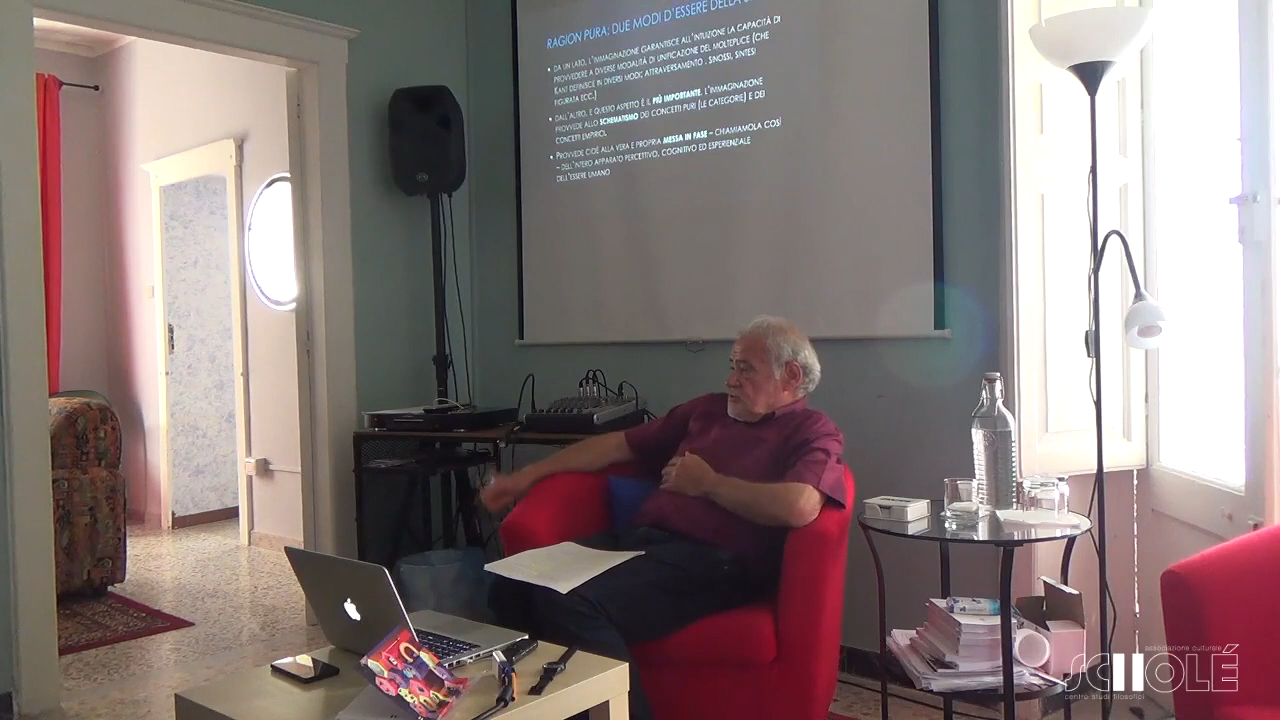 RAGION PURA: DUE MODI D'ESSERE DELLA
• DA UN LATO, L'IMMAGINAZIONE GARANTISCE ALL'INTUIZIONE LA CAPACITÀ DI
PROVVEDERE A DIVERSE MODALITÀ DI UNIFICAZIONE DEL MOLTEPLICE (CHE
KANT DEFINISCE IN DIVERSI MODI: ATTRAVERSAMENTO, SINOSSI, SINTESI
FIGURATA ECC.)
• DALL'ALTRO, E QUESTO ASPETTO È IL PIÙ IMPORTANTE, L'IMMAGINAZIONE
PROVVEDE ALLO SCHEMATISMO DEI CONCETTI PURI (LE CATEGORIE) E DEI
CONCETTI EMPIRICI.
• PROVVEDE CIOÈ ALLA VERA E PROPRIA MESSA IN FASE – CHIAMIAMOLA COSÌ
– DELL'INTERO APPARATO PERCETTIVO, COGNITIVO ED ESPERIENZIALE
DELL'ESSERE UMANO
associazione culturale
SCHOLÉ
centro studi filosofici